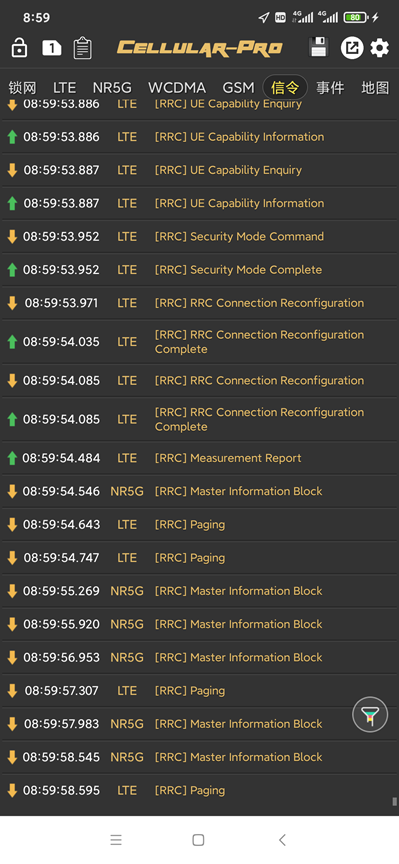 8:59
HD 4G 4G 80
1 CELLULAR-PRO
锁网 LTE NR5G WCDMA GSM 信令 事件 地图
08:59:53.886 LTE [RRC] UE Capability Enquiry
08:59:53.886 LTE [RRC] UE Capability Information
08:59:53.887 LTE [RRC] UE Capability Enquiry
08:59:53.887 LTE [RRC] UE Capability Information
08:59:53.952 LTE [RRC] Security Mode Command
08:59:53.952 LTE [RRC] Security Mode Complete
08:59:53.971 LTE [RRC] RRC Connection Reconfiguration
08:59:54.035 LTE [RRC] RRC Connection Reconfiguration
Complete
08:59:54.085 LTE [RRC] RRC Connection Reconfiguration
08:59:54.085 LTE [RRC] RRC Connection Reconfiguration
Complete
08:59:54.484 LTE [RRC] Measurement Report
08:59:54.546 NR5G [RRC] Master Information Block
08:59:54.643 LTE [RRC] Paging
08:59:54.747 LTE [RRC] Paging
08:59:55.269 NR5G [RRC] Master Information Block
08:59:55.920 NR5G [RRC] Master Information Block
08:59:56.953 NR5G [RRC] Master Information Block
08:59:57.307 LTE [RRC] Paging
08:59:57.983 NR5G [RRC] Master Information Block
08:59:58.545 NR5G [RRC] Master Information Block
08:59:58.595 LTE [RRC] Paging